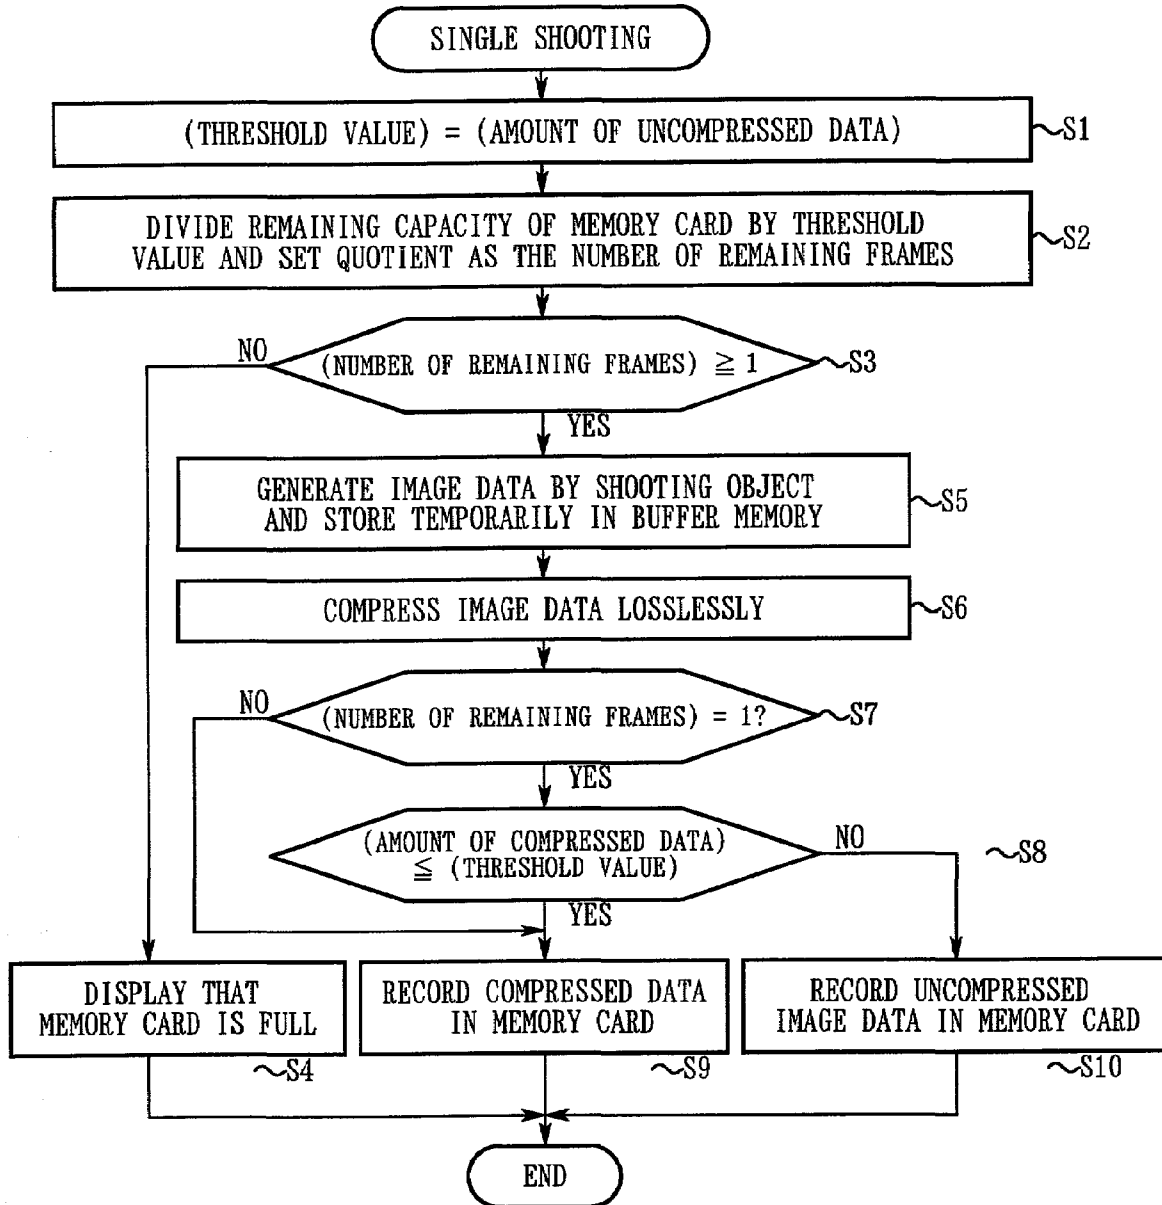 SINGLE SHOOTING
(THRESHOLD VALUE) = (AMOUNT OF UNCOMPRESSED DATA)
~S1
DIVIDE REMAINING CAPACITY OF MEMORY CARD BY THRESHOLD
VALUE AND SET QUOTIENT AS THE NUMBER OF REMAINING FRAMES
~S2
NO
(NUMBER OF REMAINING FRAMES) ≧ 1
~S3
YES
GENERATE IMAGE DATA BY SHOOTING OBJECT
AND STORE TEMPORARILY IN BUFFER MEMORY
~S5
COMPRESS IMAGE DATA LOSSLESSLY
~S6
NO
(NUMBER OF REMAINING FRAMES) = 1?
~S7
YES
(AMOUNT OF COMPRESSED DATA)
≦ (THRESHOLD VALUE)
NO
~S8
YES
DISPLAY THAT
MEMORY CARD IS FULL
~S4
RECORD COMPRESSED DATA
IN MEMORY CARD
~S9
RECORD UNCOMPRESSED
IMAGE DATA IN MEMORY CARD
~S10
END